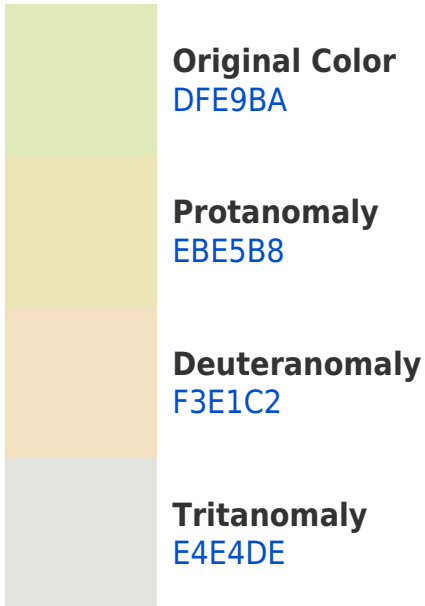 Original Color
DFE9BA
Protanomaly
EBE5B8
Deuteranomaly
F3E1C2
Tritanomaly
E4E4DE